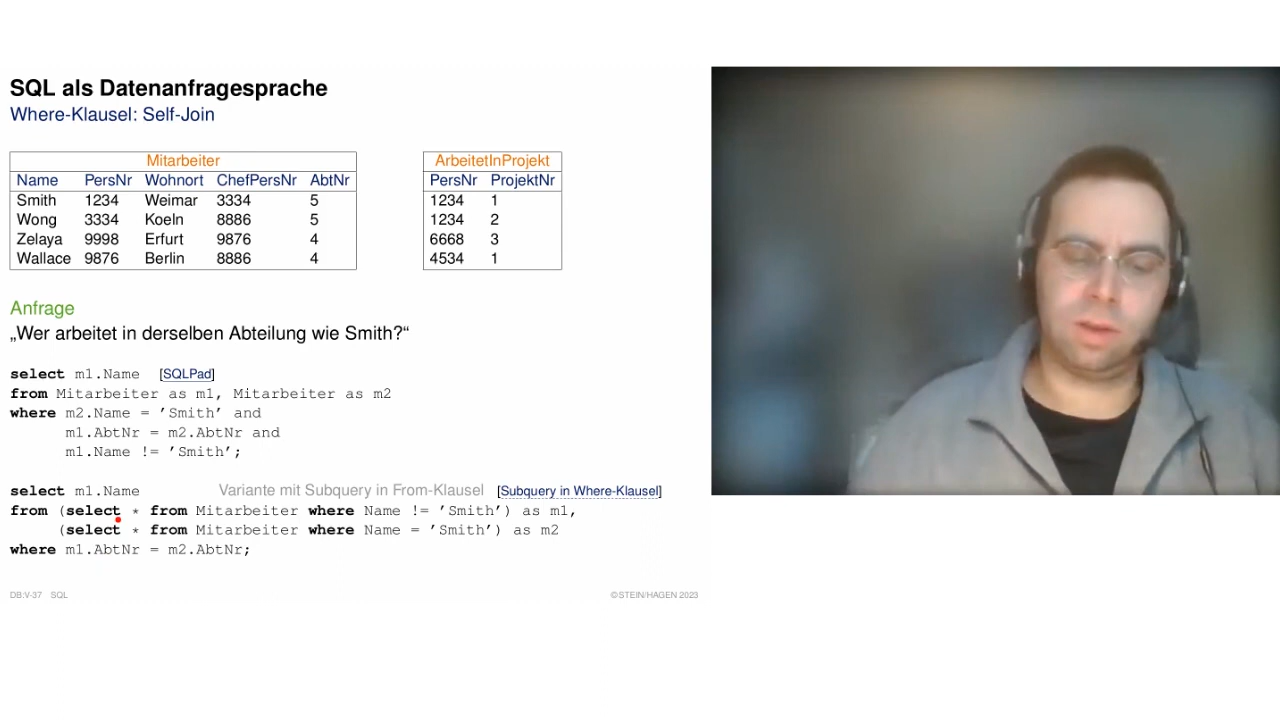 SQL als Datenanfragesprache
Where-Klausel: Self-Join
Mitarbeiter
Name PersNr Wohnort ChefPersNr AbtNr
Smith 1234 Weimar 3334 5
Wong 3334 Koeln 8886 5
Zelaya 9998 Erfurt 9876 4
Wallace 9876 Berlin 8886 4
ArbeitetInProjekt
PersNr ProjektNr
1234 1
1234 2
6668 3
4534 1
Anfrage
„Wer arbeitet in derselben Abteilung wie Smith?“
select m1.Name [SQLPad]
from Mitarbeiter as m1, Mitarbeiter as m2
where m2.Name = ’Smith’ and
m1.AbtNr = m2.AbtNr and
m1.Name != ’Smith’;
select m1.Name Variante mit Subquery in From-Klausel [Subquery in Where-Klausel]
from (select * from Mitarbeiter where Name != ’Smith’) as m1,
(select * from Mitarbeiter where Name = ’Smith’) as m2
where m1.AbtNr = m2.AbtNr;
DB:V-37 SQL ©STEIN/HAGEN 2023